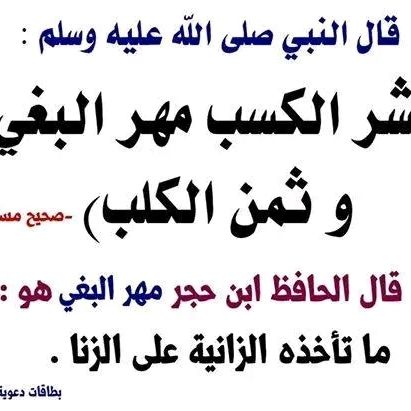 قال النبي صلى الله عليه وسلم :
شر الكسب مهر البغي
و ثمن الكلب) -صحيح
قال الحافظ ابن حجر مهر البغي هو :
ما تأخذه الزانية على الزنا .
بطاقات دعوية